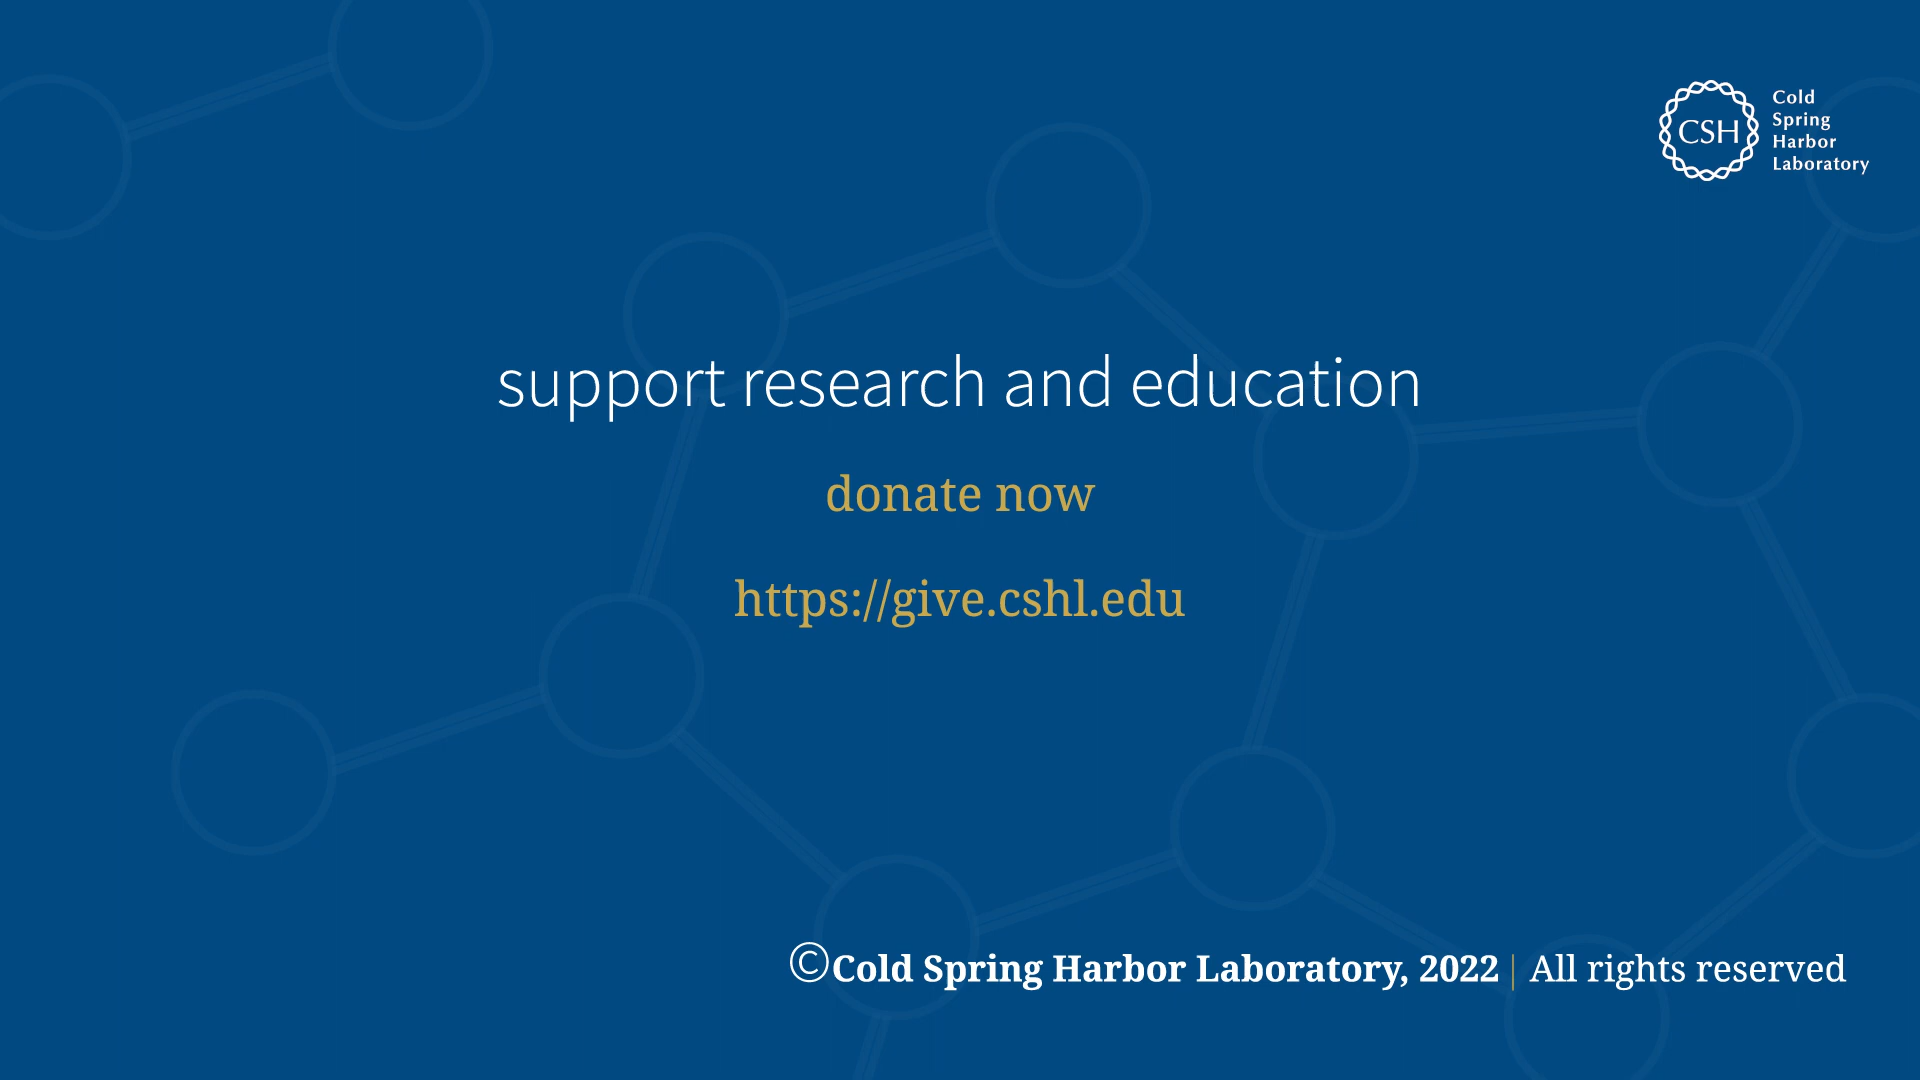 CSH
Cold
Spring
Harbor
Laboratory
support research and education
donate now
https://give.cshl.edu
©Cold Spring Harbor Laboratory, 2022 | All rights reserved